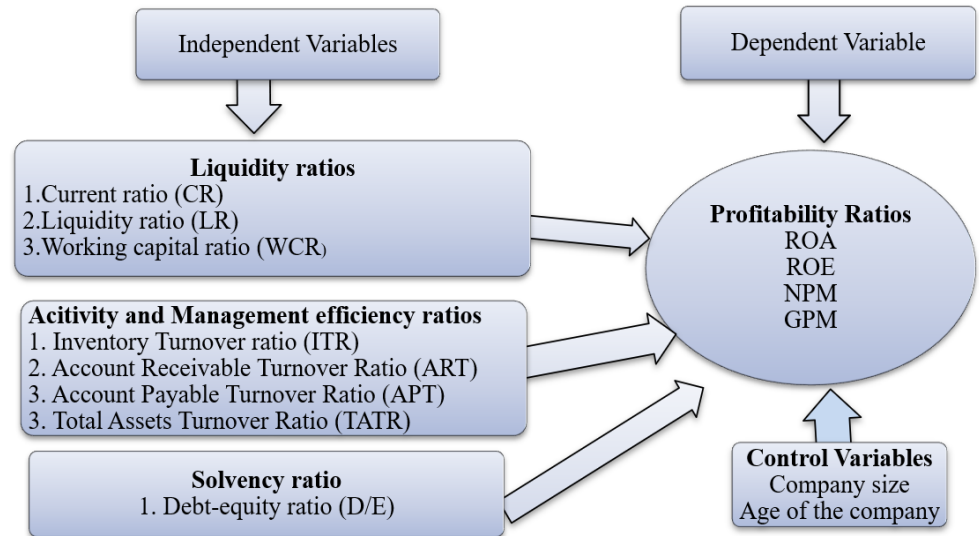 Independent Variables
Dependent Variable
Liquidity ratios
1.Current ratio (CR)
2.Liquidity ratio (LR)
3.Working capital ratio (WCR)
Acitivity and Management efficiency ratios
1. Inventory Turnover ratio (ITR)
2. Account Receivable Turnover Ratio (ART)
3. Account Payable Turnover Ratio (APT)
3. Total Assets Turnover Ratio (TATR)
Solvency ratio
1. Debt-equity ratio (D/E)
Profitability Ratios
ROA
ROE
NPM
GPM
Control Variables
Company size
Age of the company